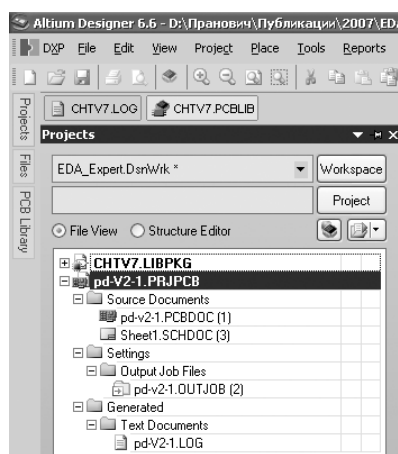 Altium Designer 6.6 - D:\Пранович\Публикации\2007\ED
DXP File Edit View Project Place Tools Reports
CHTV7.LOG CHTV7.PCBLIB
Projects
Projects
Files
PCB Library
EDA_Expert.DsnWrk * Workspace
Project
File View Structure Editor
CHTV7.LIBPKG
pd-V2-1.PRJPCB
Source Documents
pd-v2-1.PCBDOC (1)
Sheet1.SCHDOC (3)
Settings
Output Job Files
pd-v2-1.OUTJOB (2)
Generated
Text Documents
pd-V2-1.LOG